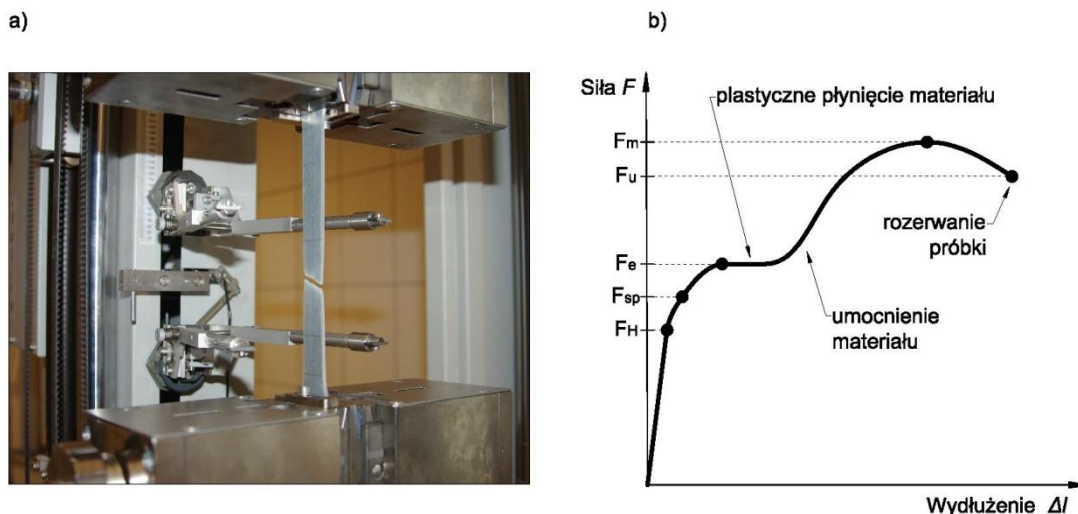 a)
b)
Siła F
plastyczne płynięcie materiału
Fm
Fu
rozerwanie
próbki
Fe
Fsp
umocnienie
materiału
FH
Wydłużenie Δl